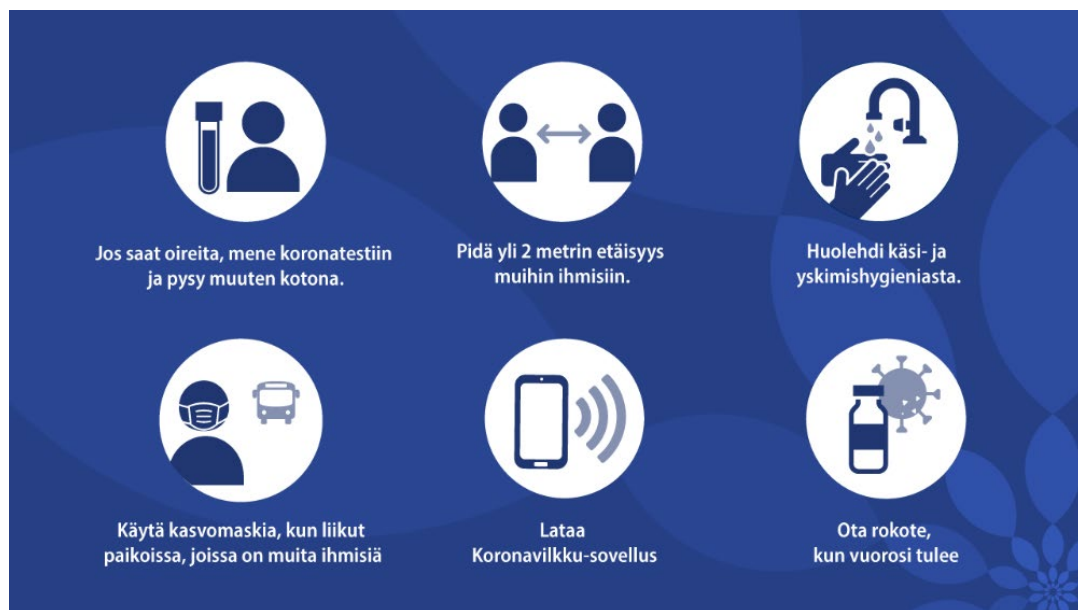 Jos saat oireita, mene koronatestiin
ja pysy muuten kotona.
Pidä yli 2 metrin etäisyys
muihin ihmisiin.
Huolehdi käsi- ja
yskimishygieniasta.
Käytä kasvomaskia, kun liikut
paikoissa, joissa on muita ihmisiä
Lataa
Koronavilkku-sovellus
Ota rokote,
kun vuorosi tulee